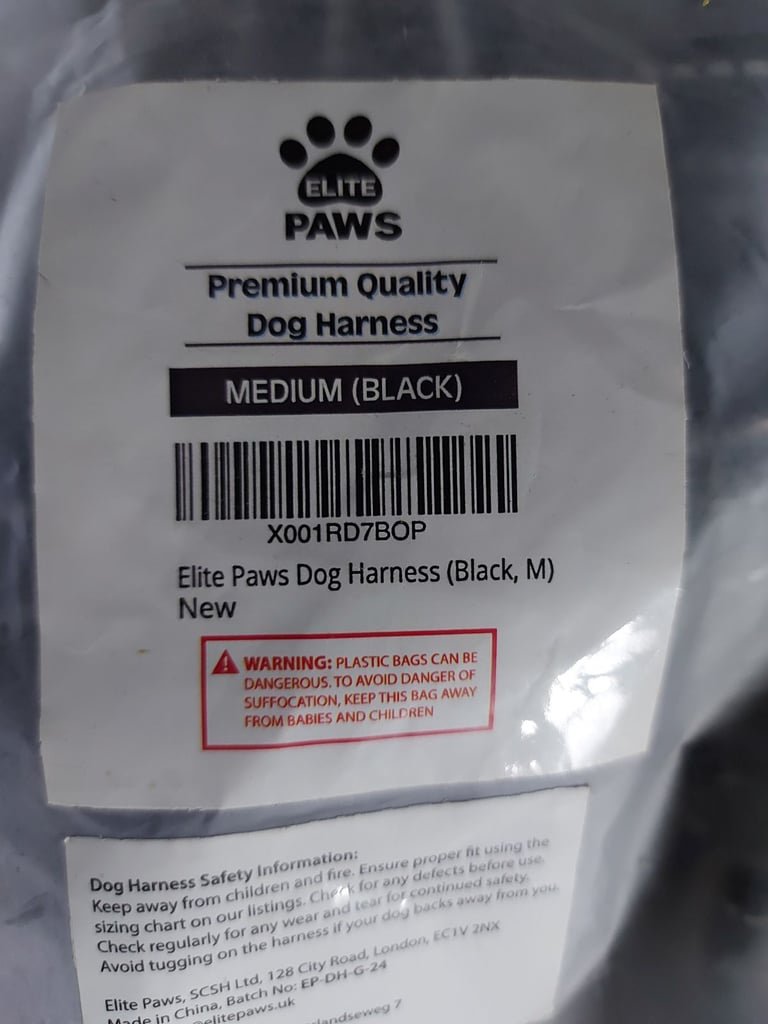 ELITE
PAWS
Premium Quality
Dog Harness
MEDIUM (BLACK)
X001RD7BOP
Elite Paws Dog Harness (Black, M)
New
WARNING: PLASTIC BAGS CAN BE
DANGEROUS. TO AVOID DANGER OF
SUFFOCATION, KEEP THIS BAG AWAY
FROM BABIES AND CHILDREN
Dog Harness Safety Information:
Keep away from children and fire. Ensure proper fit using the
sizing chart on our listings. Check for any defects before use.
Check regularly for any wear and tear for continued safety.
Avoid tugging on the harness if your dog backs away from you.
Elite Paws, SCSH Ltd, 128 City Road, London, EC1V 2NX
Made in China, Batch No: EP-DH-G-24
@elitepaws.uk